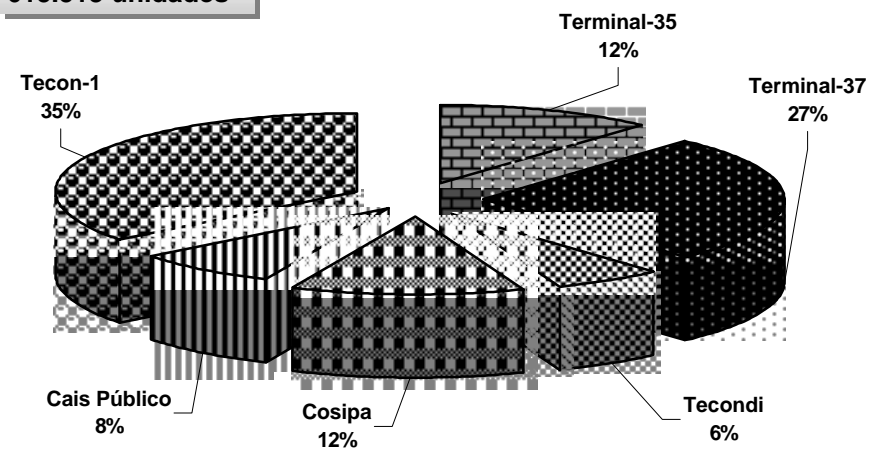 Terminal-35
12%
Tecon-1
35%
Terminal-37
27%
Cais Público
8%
Cosipa
12%
Tecondi
6%